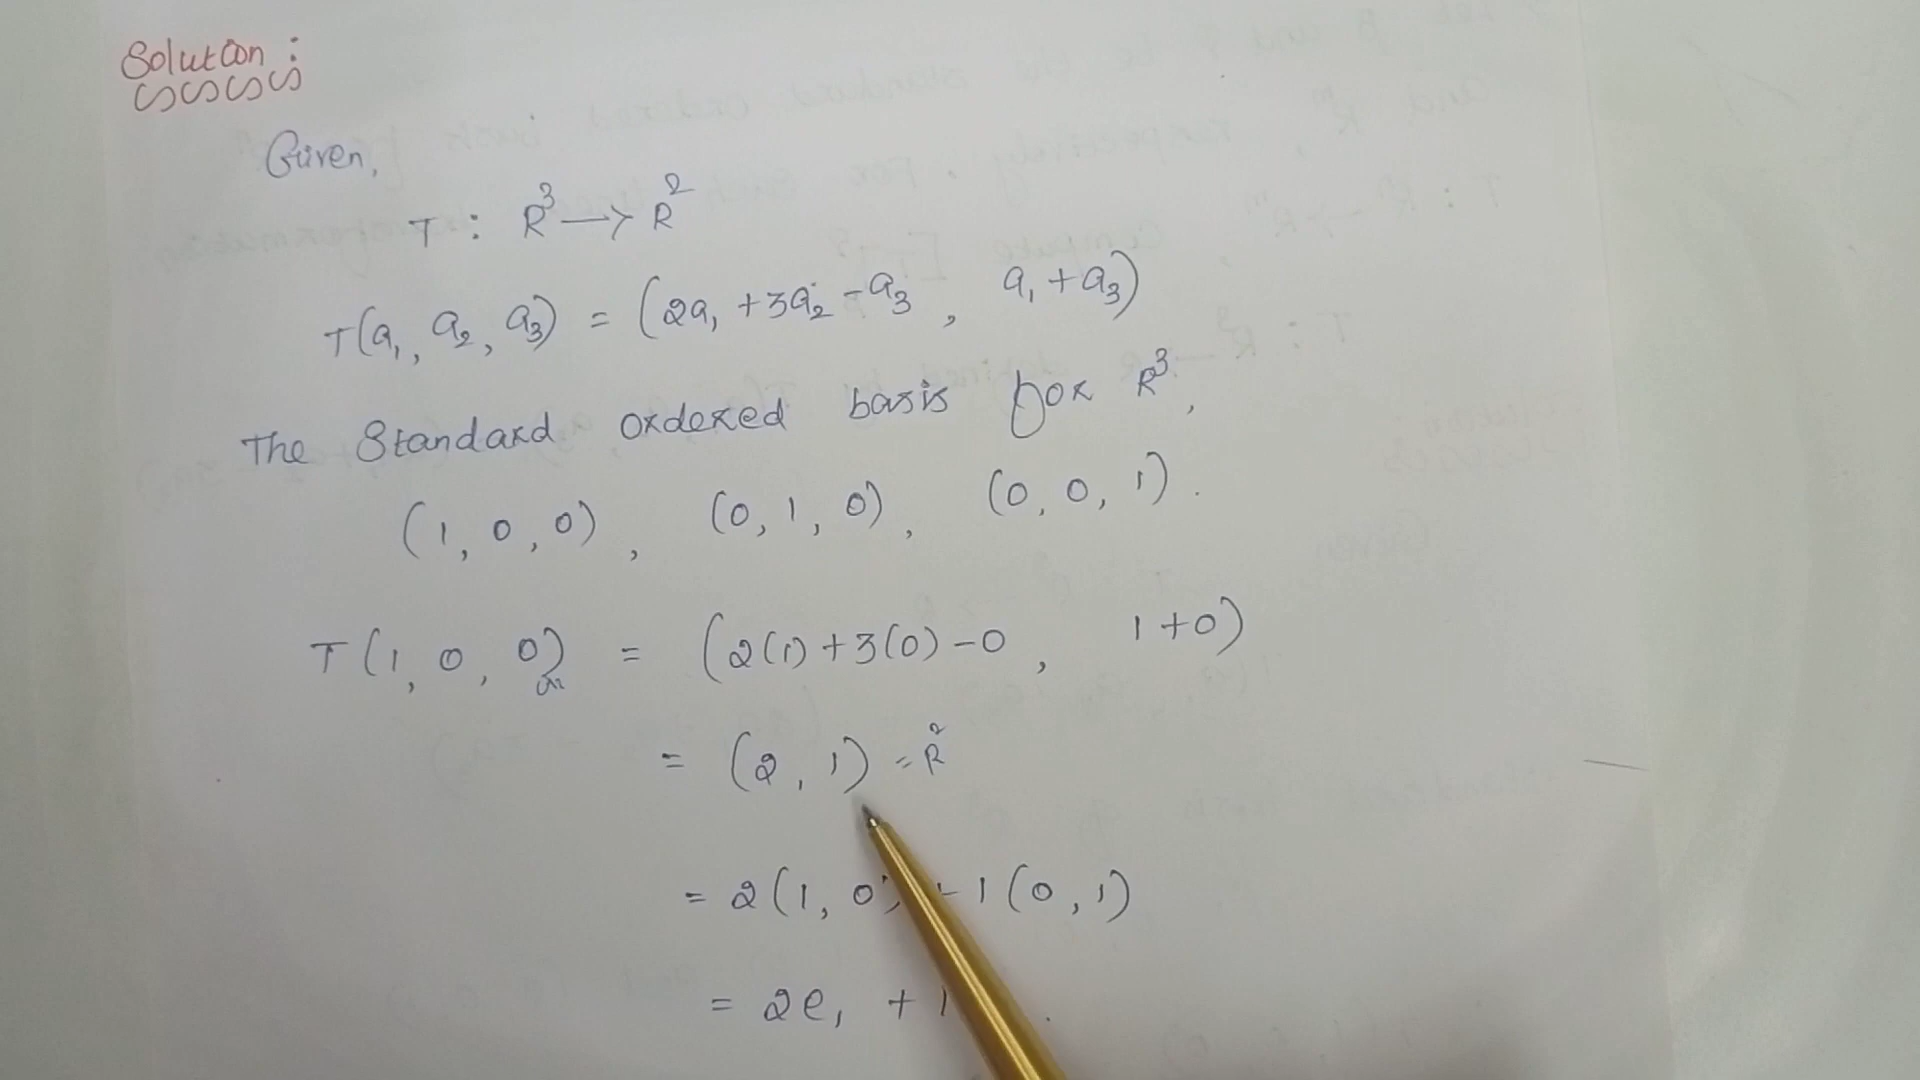 Solution:
Given,
T : R³ → R²
T(a₁, a₂, a₃) = (2a₁ + 3a₂ - a₃, a₁ + a₃)
The Standard ordered basis for R³,
(1, 0, 0), (0, 1, 0), (0, 0, 1).
T(1, 0, 0) = (2(1) + 3(0) - 0, 1 + 0)
= (2, 1) = R²
= 2(1, 0) + 1(0, 1)
= 2e₁ + 1